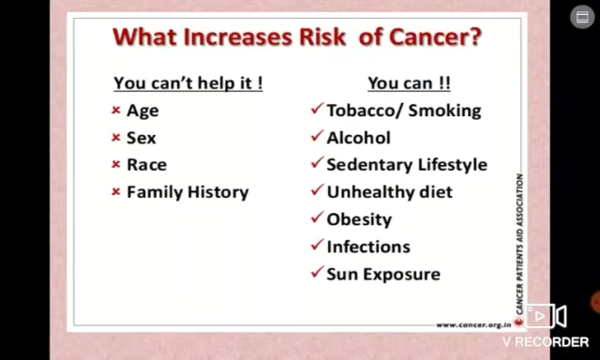 What Increases Risk of Cancer?
You can't help it !
× Age
× Sex
× Race
× Family History
You can !!
✓ Tobacco/ Smoking
✓ Alcohol
✓ Sedentary Lifestyle
✓ Unhealthy diet
✓ Obesity
✓ Infections
✓ Sun Exposure
© CANCER PATIENTS AID ASSOCIATION
www.cancer.org.in
V RECORDER